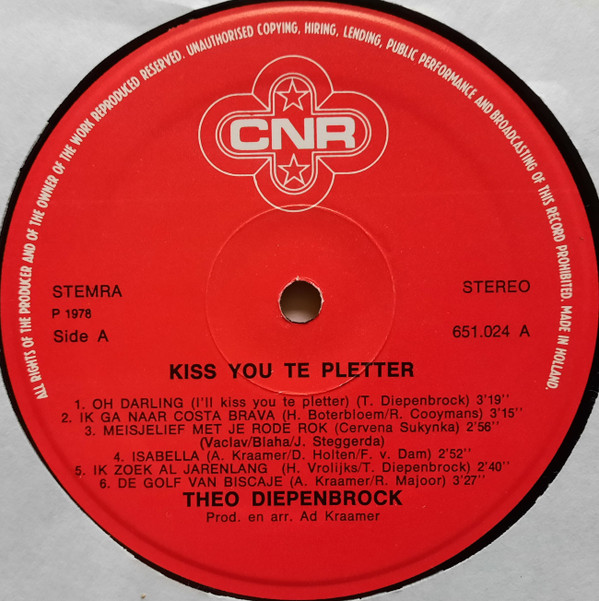 ALL RIGHTS OF THE PRODUCER AND OF THE OWNER OF THE WORK REPRODUCED RESERVED. UNAUTHORISED COPYING, HIRING, LENDING, PUBLIC PERFORMANCE AND BROADCASTING OF THIS RECORD PROHIBITED. MADE IN HOLLAND.
CNR
STEMRA
STEREO
P 1978
Side A
651.024 A
KISS YOU TE PLETTER
1. OH DARLING (I'll kiss you te pletter) (T. Diepenbrock) 3'19''
2. IK GA NAAR COSTA BRAVA (H. Boterbloem/R. Cooymans) 3'15''
3. MEISJELIEF MET JE RODE ROK (Cervena Sukynka) 2'56''
(Vaclav/Blaha/J. Steggerda)
4. ISABELLA (A. Kraamer/D. Holten/F. v. Dam) 2'52''
5. IK ZOEK AL JARENLANG (H. Vrolijks/T. Diepenbrock) 2'40''
6. DE GOLF VAN BISCAJE (A. Kraamer/R. Majoor) 3'27''
THEO DIEPENBROCK
Prod. en arr. Ad Kraamer